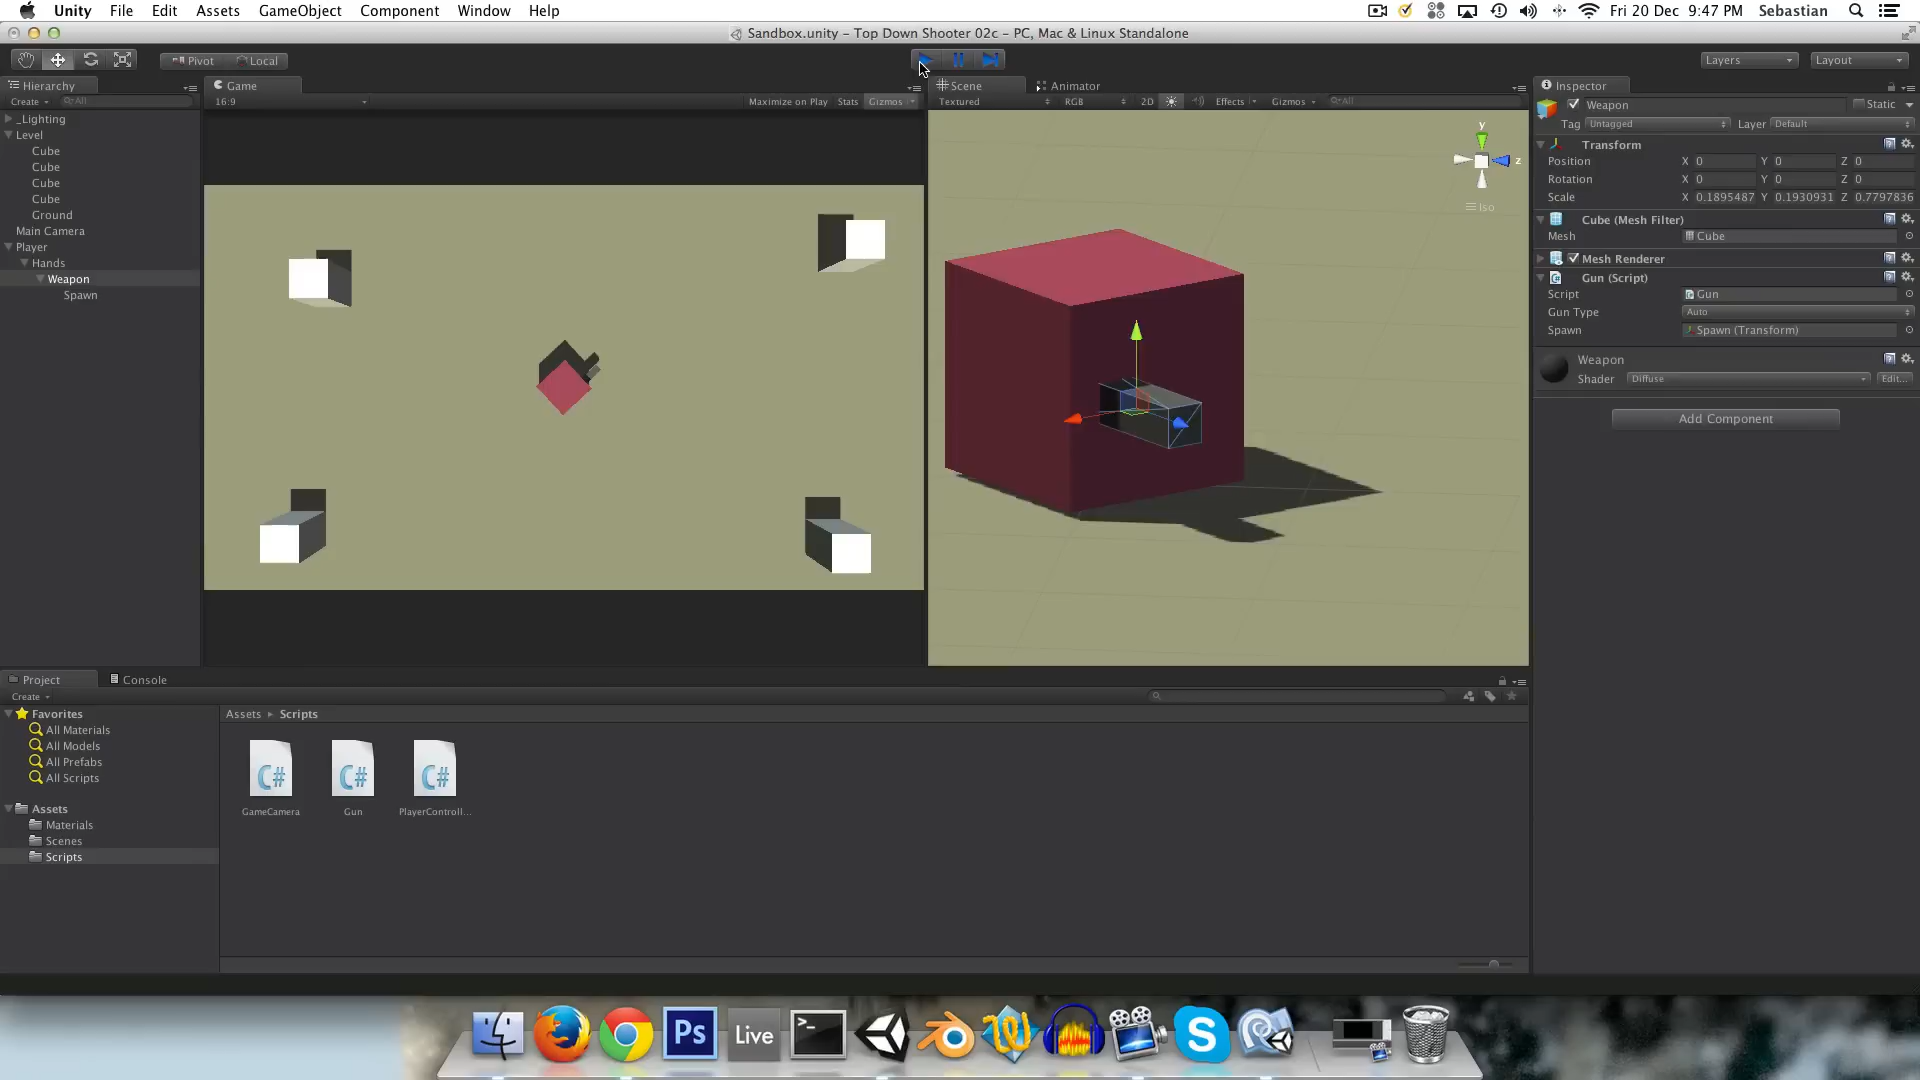 Unity File Edit Assets GameObject Component Window Help
Fri 20 Dec 9:47 PM Sebastian
Sandbox.unity – Top Down Shooter 02c – PC, Mac & Linux Standalone
Pivot Local
Layers Layout
Hierarchy
Create All
_Lighting
Level
Cube
Cube
Cube
Cube
Ground
Main Camera
Player
Hands
Weapon
Spawn
Game
16:9 Maximize on Play Stats Gizmos
Scene Animator
Textured RGB 2D Effects Gizmos All
y
z
Iso
Inspector
Weapon Static
Tag Untagged Layer Default
Transform
Position X 0 Y 0 Z 0
Rotation X 0 Y 0 Z 0
Scale X 0.1895487 Y 0.1930931 Z 0.7797836
Cube (Mesh Filter)
Mesh Cube
Mesh Renderer
Gun (Script)
Script Gun
Gun Type Auto
Spawn Spawn (Transform)
Weapon
Shader Diffuse Edit...
Add Component
Project Console
Create
Favorites
All Materials
All Models
All Prefabs
All Scripts
Assets
Materials
Scenes
Scripts
Assets Scripts
C# C# C#
GameCamera Gun PlayerControll...
Ps Live >_